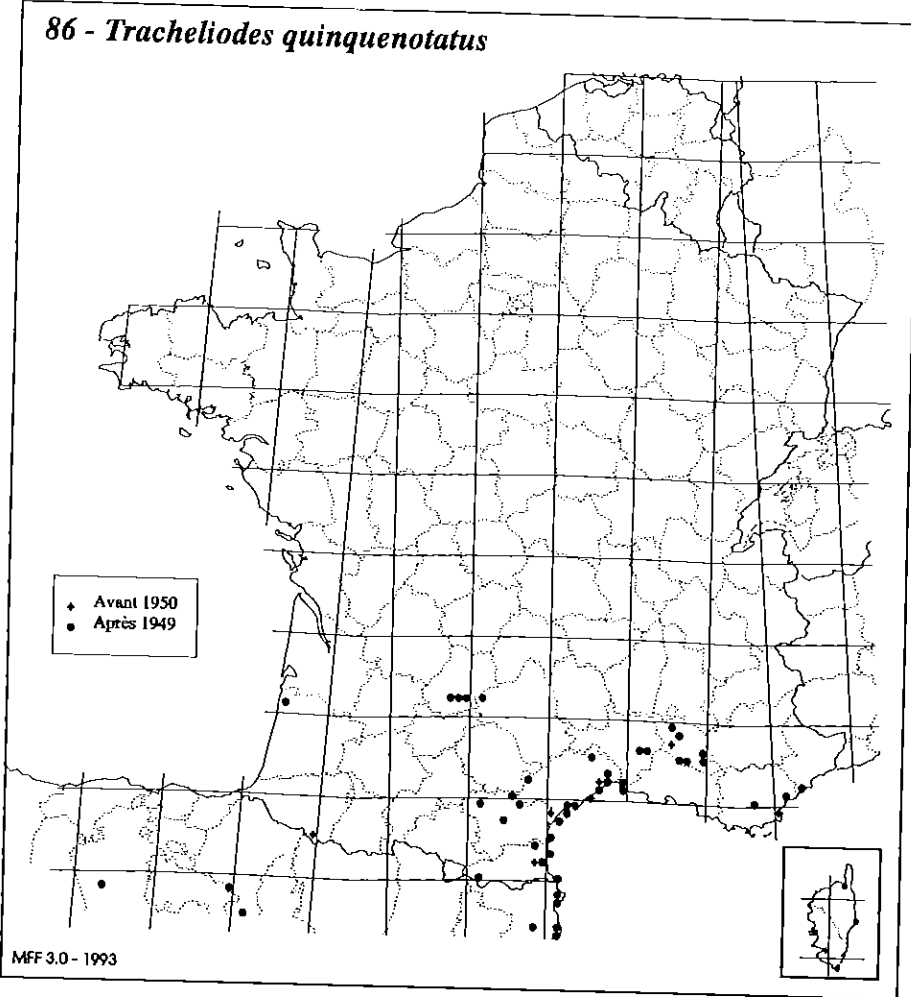 86 - Tracheliodes quinquenotatus
Avant 1950
Après 1949
MFF 3.0 - 1993